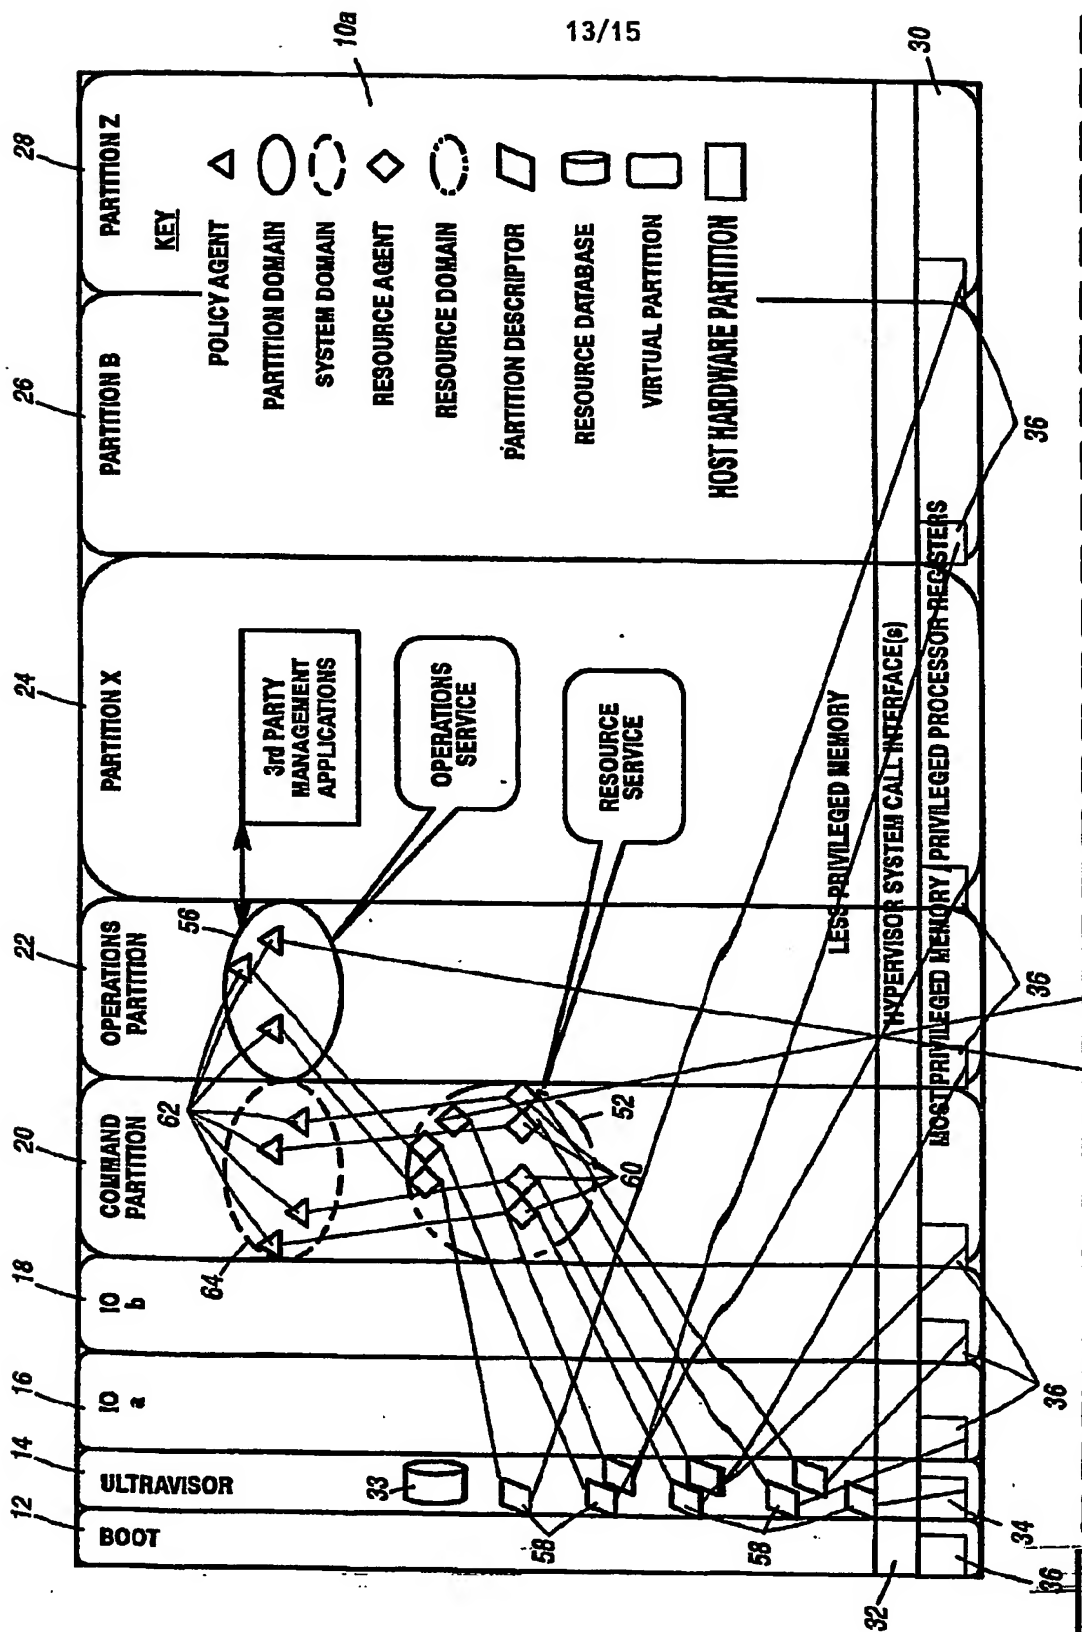 13/15
12
14
16
18
20
22
24
26
28
BOOT
ULTRAVISOR
IO
a
IO
b
COMMAND
PARTITION
OPERATIONS
PARTITION
PARTITION X
PARTITION B
PARTITION Z
KEY
10a
POLICY AGENT
PARTITION DOMAIN
SYSTEM DOMAIN
RESOURCE AGENT
RESOURCE DOMAIN
PARTITION DESCRIPTOR
RESOURCE DATABASE
VIRTUAL PARTITION
HOST HARDWARE PARTITION
62
56
64
3rd PARTY
MANAGEMENT
APPLICATIONS
OPERATIONS
SERVICE
RESOURCE
SERVICE
33
52
60
58
58
LESS PRIVILEGED MEMORY
HYPERVISOR SYSTEM CALL INTERFACE(s)
MOST PRIVILEGED MEMORY / PRIVILEGED PROCESSOR REGISTERS
32
30
36
34
36
36
36